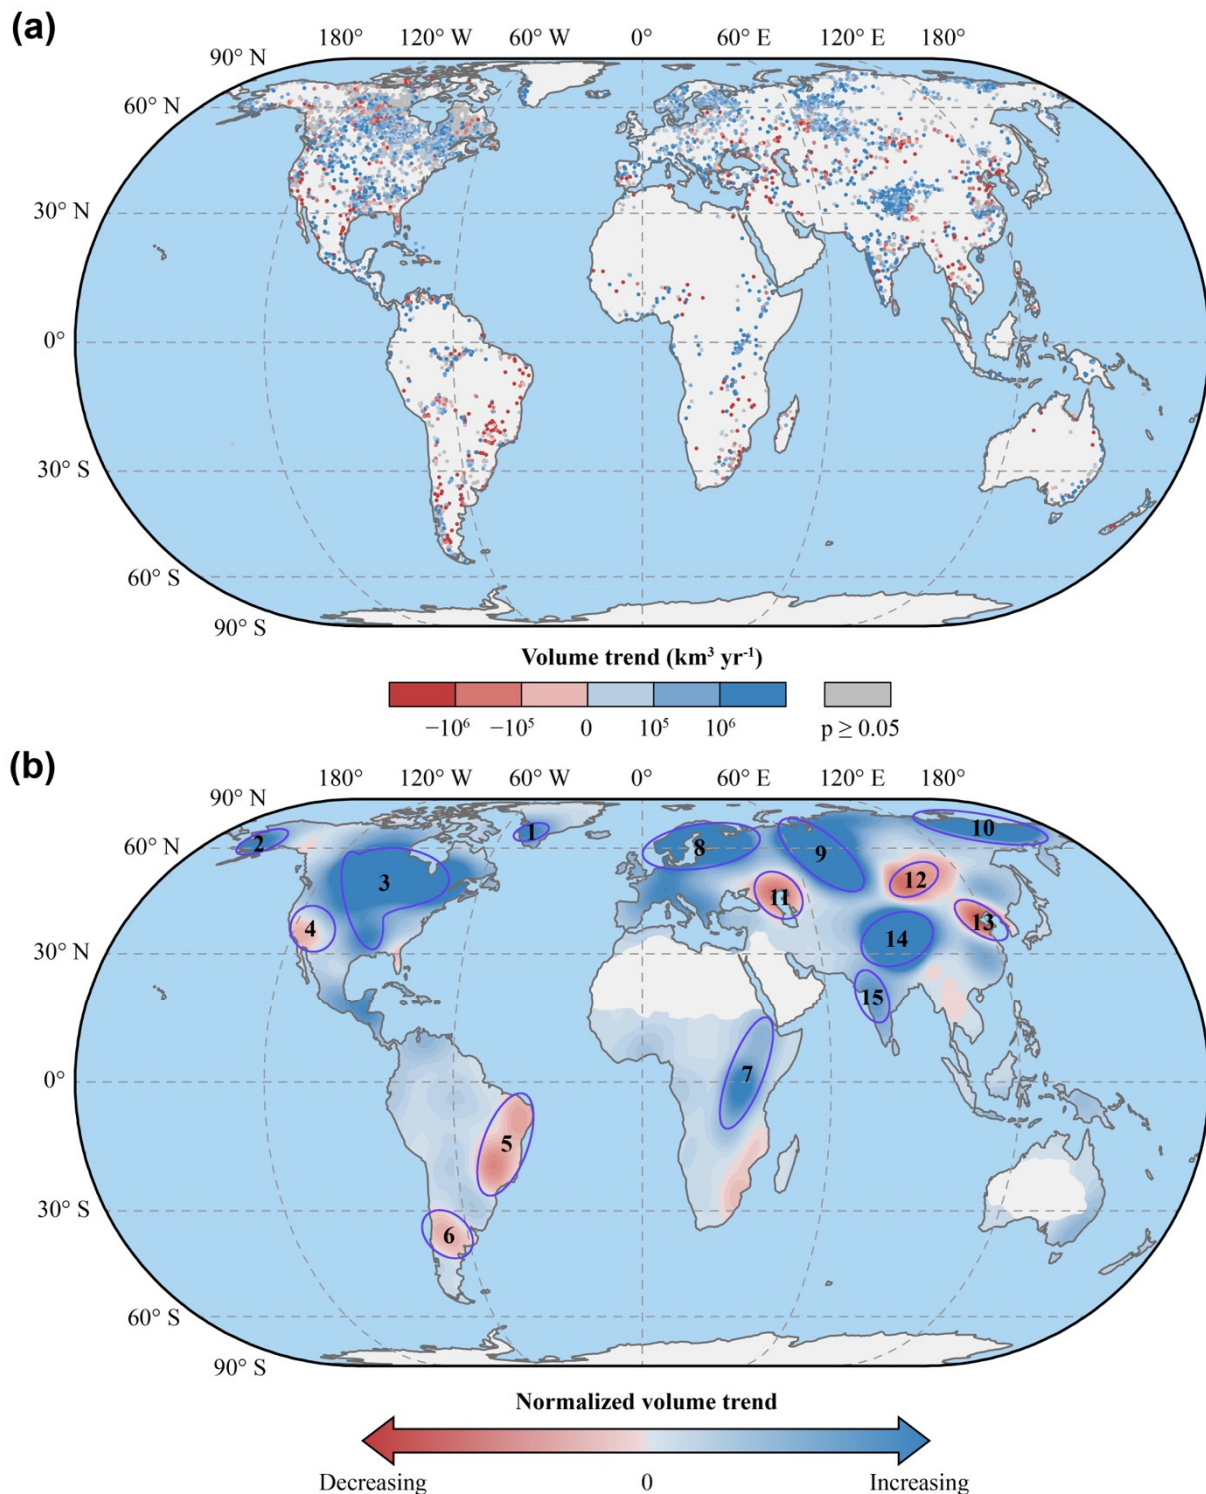 (a)
180° 120° W 60° W 0° 60° E 120° E 180°
90° N
60° N
30° N
0°
30° S
60° S
90° S
Volume trend (km³ yr⁻¹)
−10⁶ −10⁵ 0 10⁵ 10⁶ p ≥ 0.05
(b)
180° 120° W 60° W 0° 60° E 120° E 180°
90° N
60° N
30° N
0°
30° S
60° S
90° S
1
2
3
4
5
6
7
8
9
10
11
12
13
14
15
Normalized volume trend
Decreasing 0 Increasing